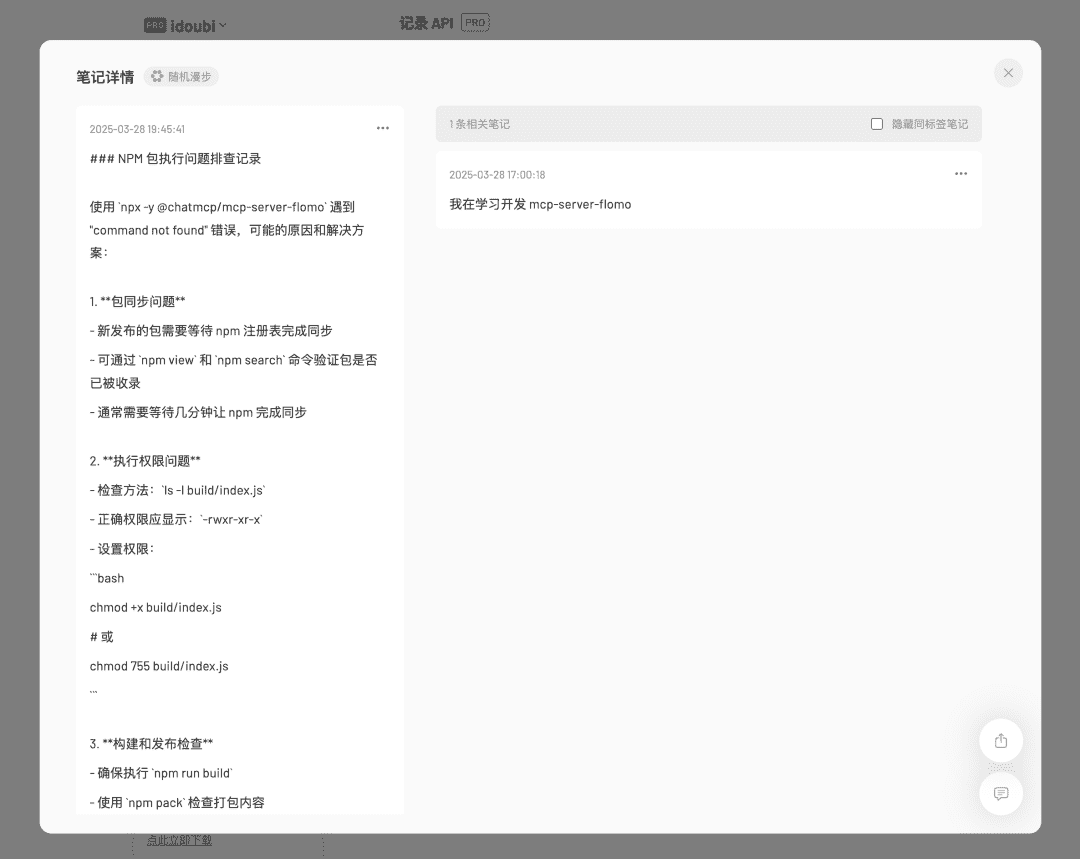 PRO idoubi
记录 API PRO
笔记详情 随机漫步
2025-03-28 19:45:41
### NPM 包执行问题排查记录
使用 `npx -y @chatmcp/mcp-server-flomo` 遇到
"command not found" 错误，可能的原因和解决方
案：
1. **包同步问题**
- 新发布的包需要等待 npm 注册表完成同步
- 可通过 `npm view` 和 `npm search` 命令验证包是否
已被收录
- 通常需要等待几分钟让 npm 完成同步
2. **执行权限问题**
- 检查方法：`ls -l build/index.js`
- 正确权限应显示：`-rwxr-xr-x`
- 设置权限：
```bash
chmod +x build/index.js
# 或
chmod 755 build/index.js
```
3. **构建和发布检查**
- 确保执行 `npm run build`
- 使用 `npm pack` 检查打包内容
1 条相关笔记
隐藏同标签笔记
2025-03-28 17:00:18
我在学习开发 mcp-server-flomo
点此立即下载